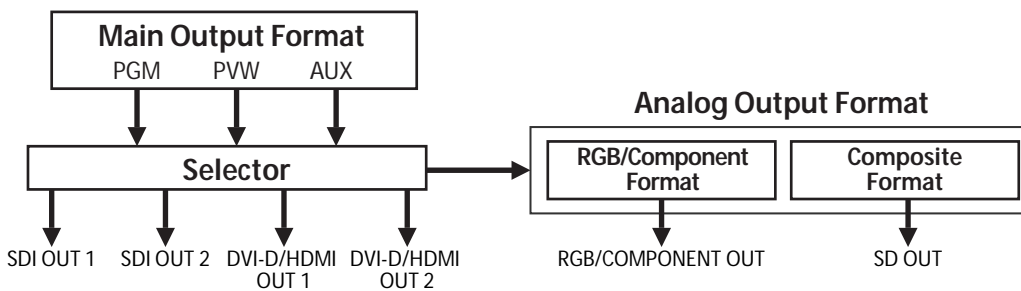 Main Output Format
PGM PVW AUX
Selector
SDI OUT 1
SDI OUT 2
DVI-D/HDMI
OUT 1
DVI-D/HDMI
OUT 2
Analog Output Format
RGB/Component
Format
Composite
Format
RGB/COMPONENT OUT
SD OUT